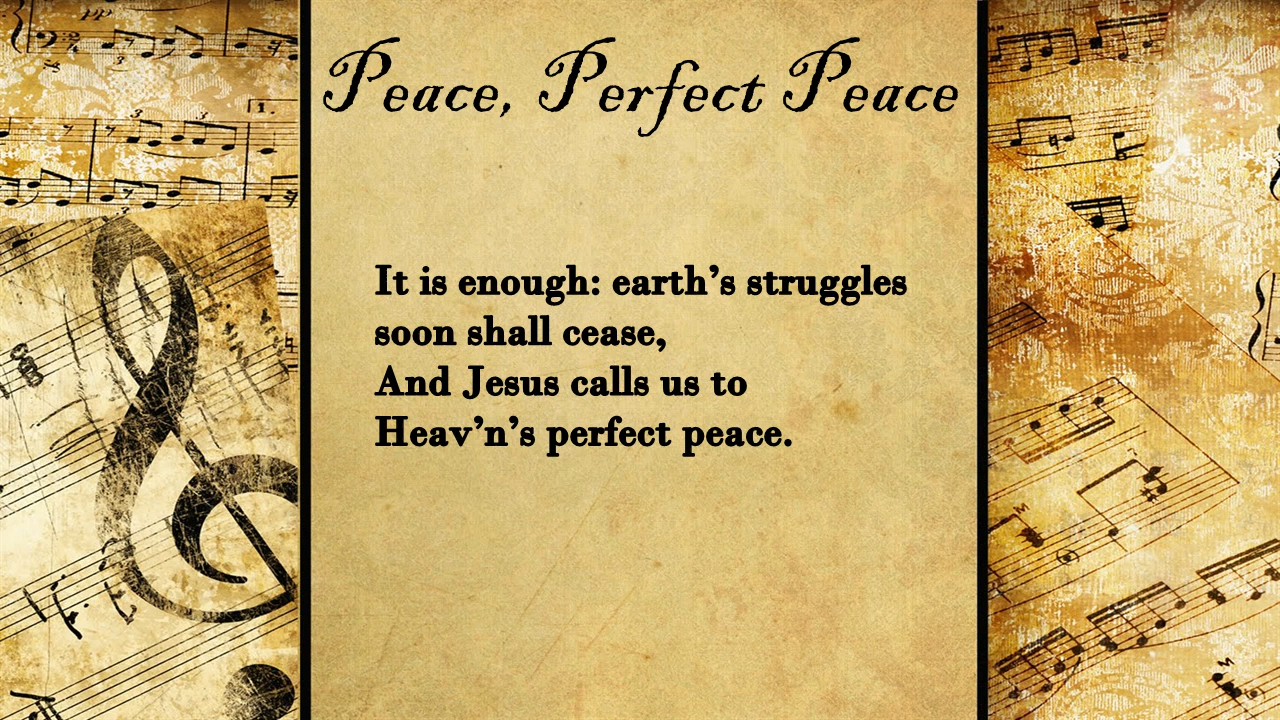 Peace, Perfect Peace
It is enough: earth’s struggles
soon shall cease,
And Jesus calls us to
Heav’n’s perfect peace.